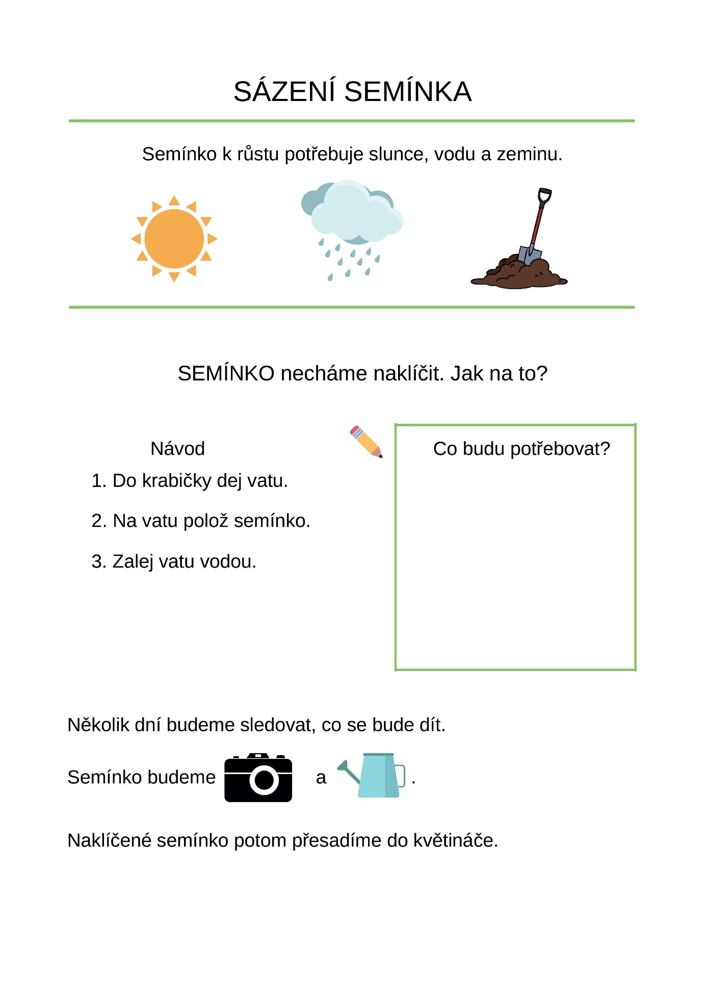 SÁZENÍ SEMÍNKA
Semínko k růstu potřebuje slunce, vodu a zeminu.
SEMÍNKO necháme naklíčit. Jak na to?
Návod
1. Do krabičky dej vatu.
2. Na vatu polož semínko.
3. Zalej vatu vodou.
Co budu potřebovat?
Několik dní budeme sledovat, co se bude dít.
Semínko budeme a .
Naklíčené semínko potom přesadíme do květináče.